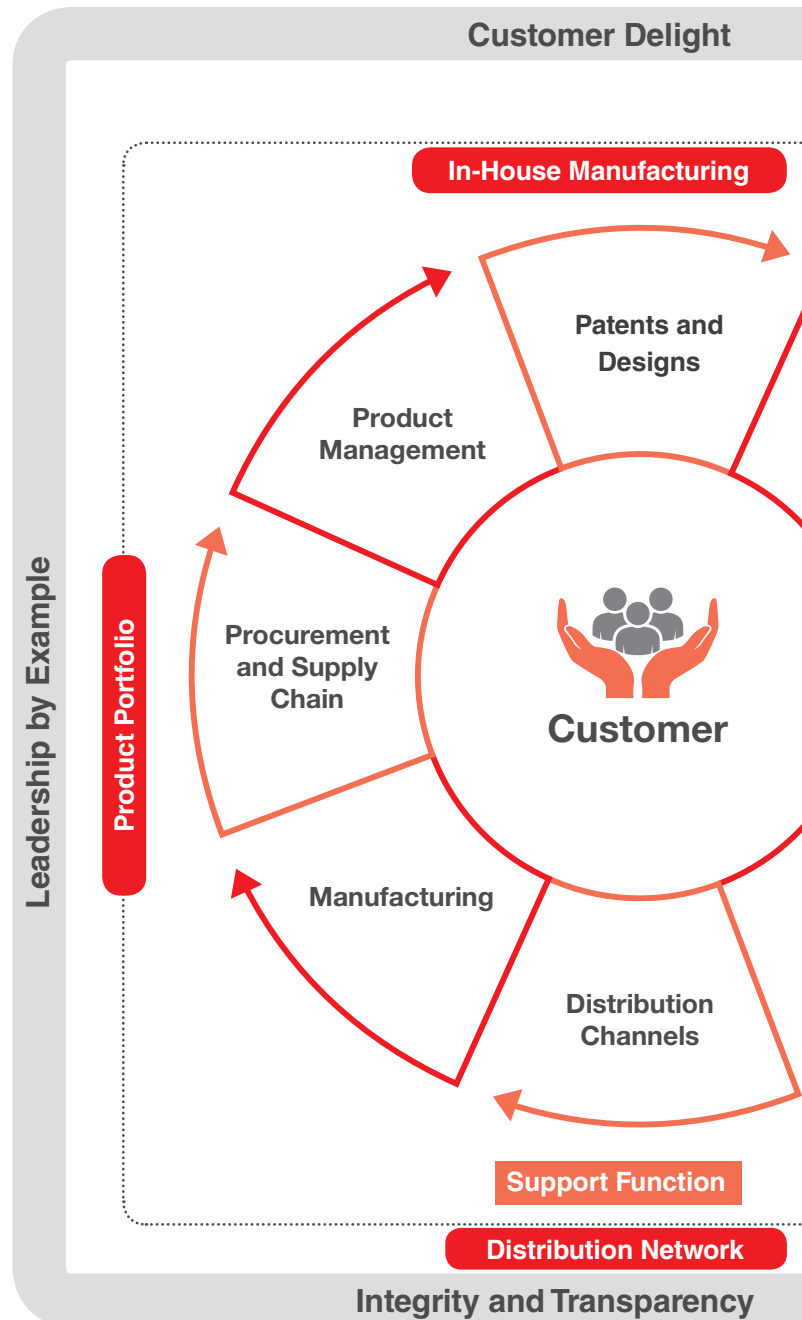 Customer Delight
In-House Manufacturing
Patents and
Designs
Product
Management
Procurement
and Supply
Chain
Customer
Leadership by Example
Product Portfolio
Manufacturing
Distribution
Channels
Support Function
Distribution Network
Integrity and Transparency